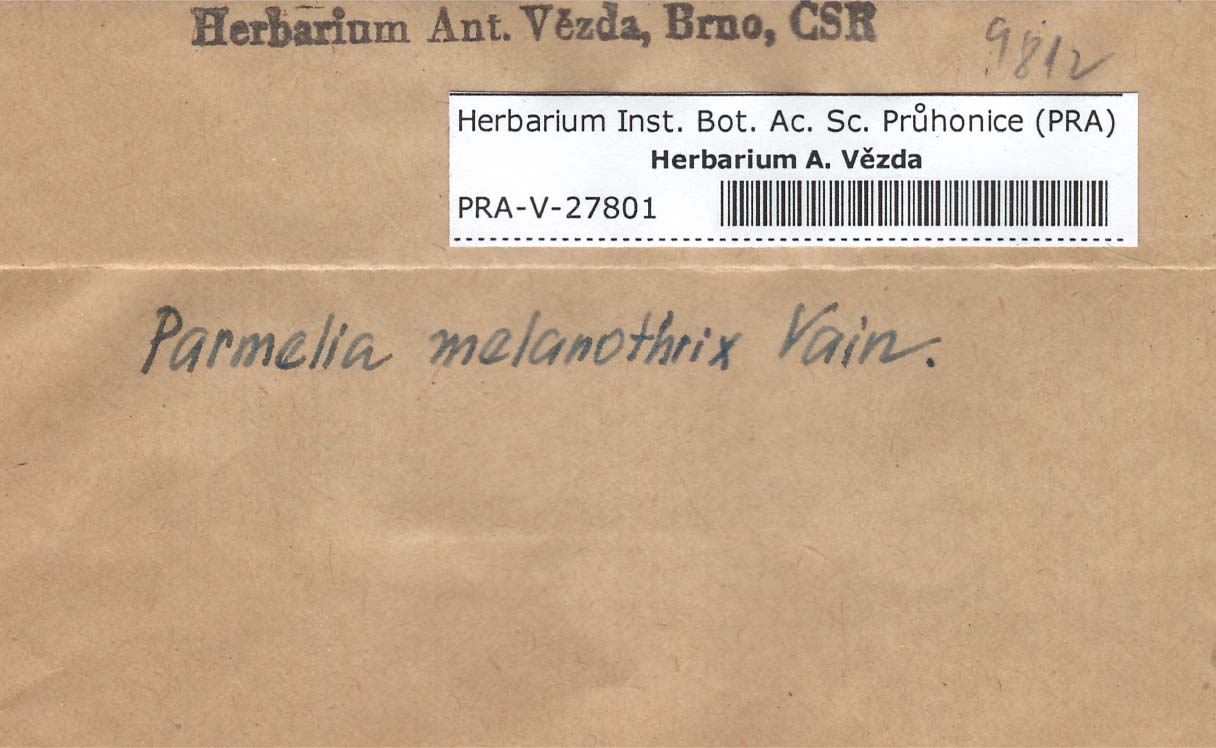 Herbarium Ant. Vězda, Brno, ČSR
9812
Herbarium Inst. Bot. Ac. Sc. Průhonice (PRA)
Herbarium A. Vězda
PRA-V-27801
Parmelia melanothrix Vain.